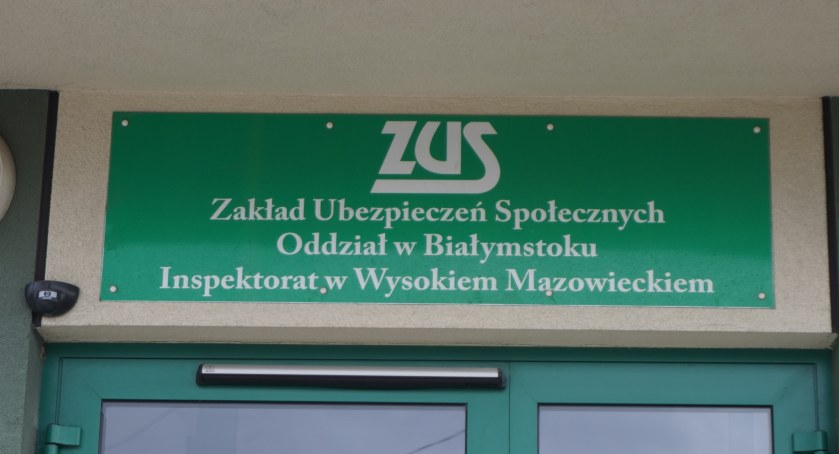 ZUS
Zakład Ubezpieczeń Społecznych
Oddział w Białymstoku
Inspektorat w Wysokiem Mazowieckiem